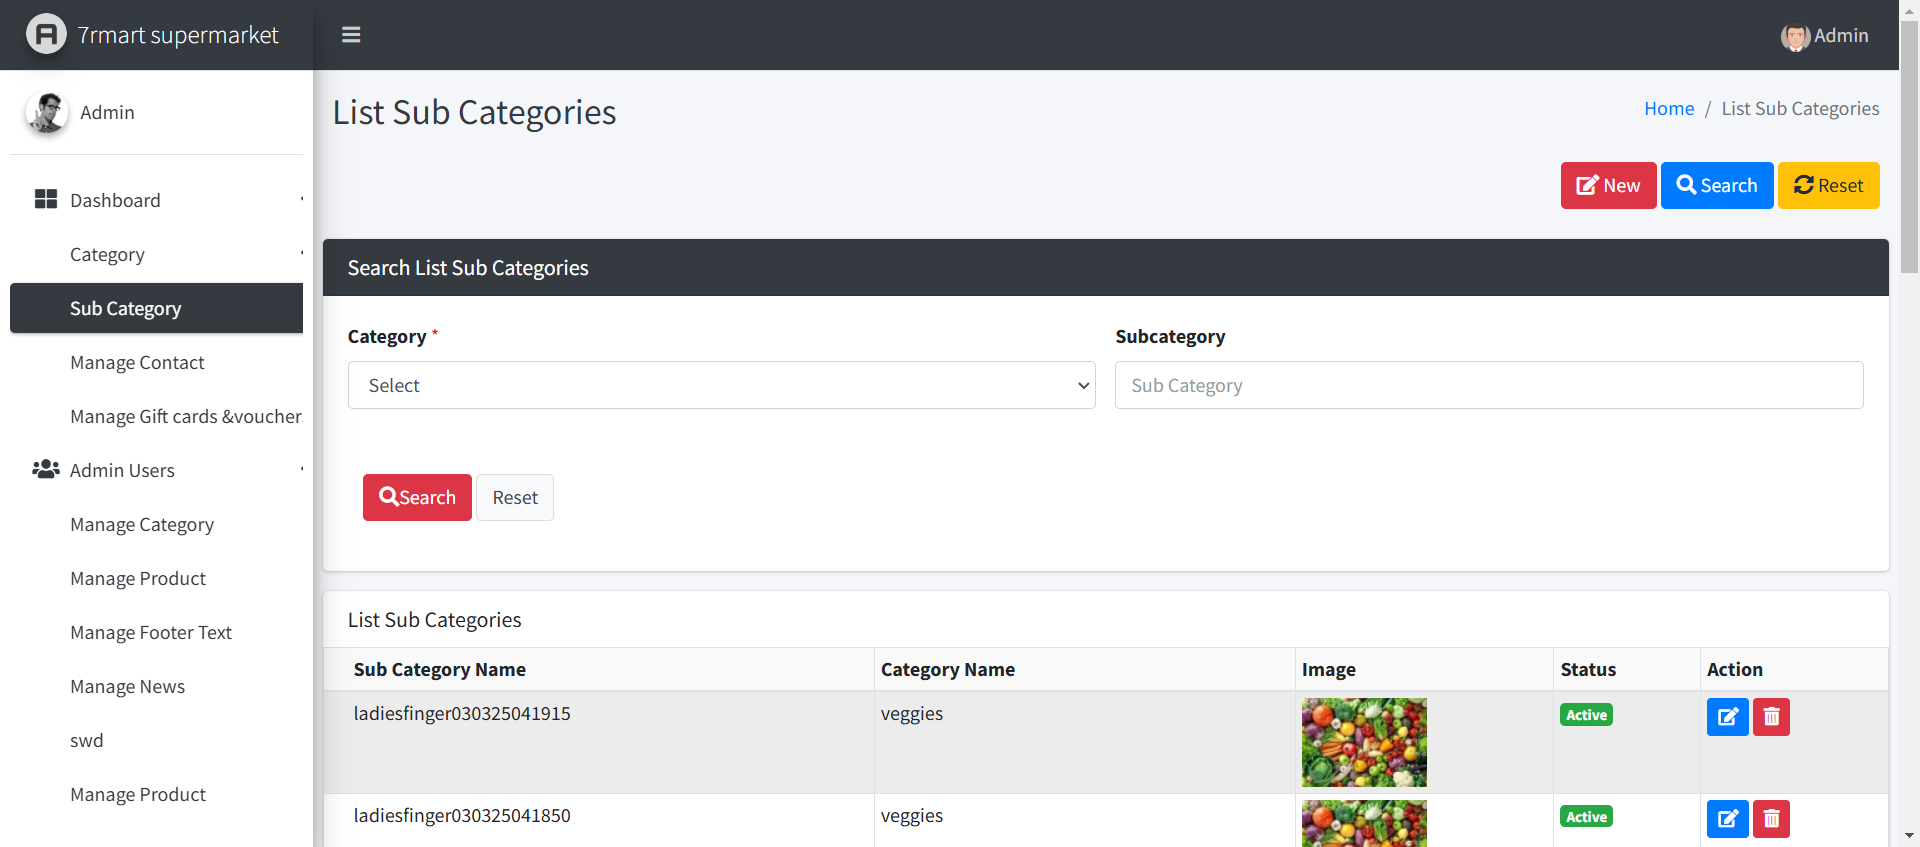 7rmart supermarket
Admin
Admin
Dashboard
Category
Sub Category
Manage Contact
Manage Gift cards &voucher
Admin Users
Manage Category
Manage Product
Manage Footer Text
Manage News
swd
Manage Product
List Sub Categories
Home / List Sub Categories
New Search Reset
Search List Sub Categories
Category * Subcategory
Select Sub Category
Search Reset
List Sub Categories
Sub Category Name Category Name Image Status Action
ladiesfinger030325041915 veggies Active
ladiesfinger030325041850 veggies Active